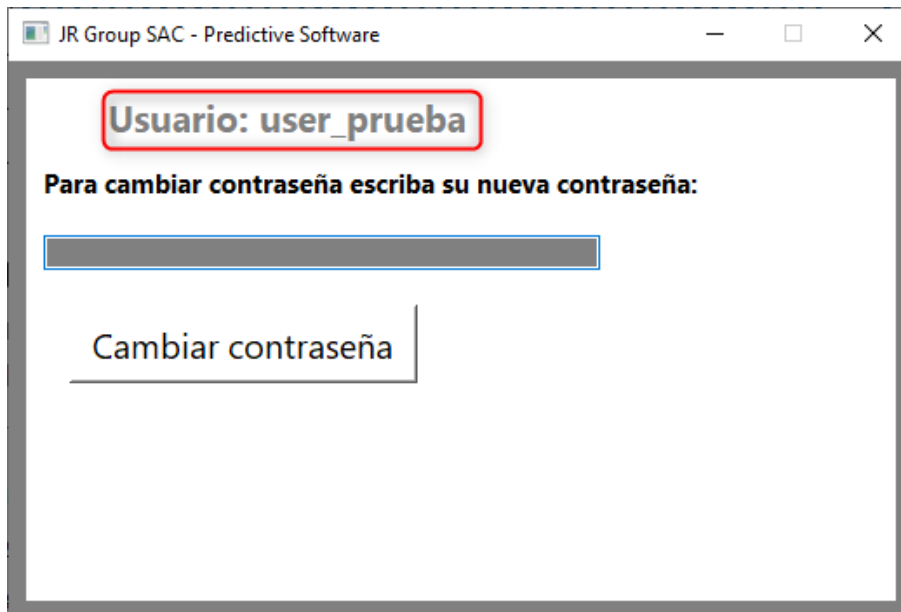 JR Group SAC - Predictive Software
Usuario: user_prueba
Para cambiar contraseña escriba su nueva contraseña:
Cambiar contraseña